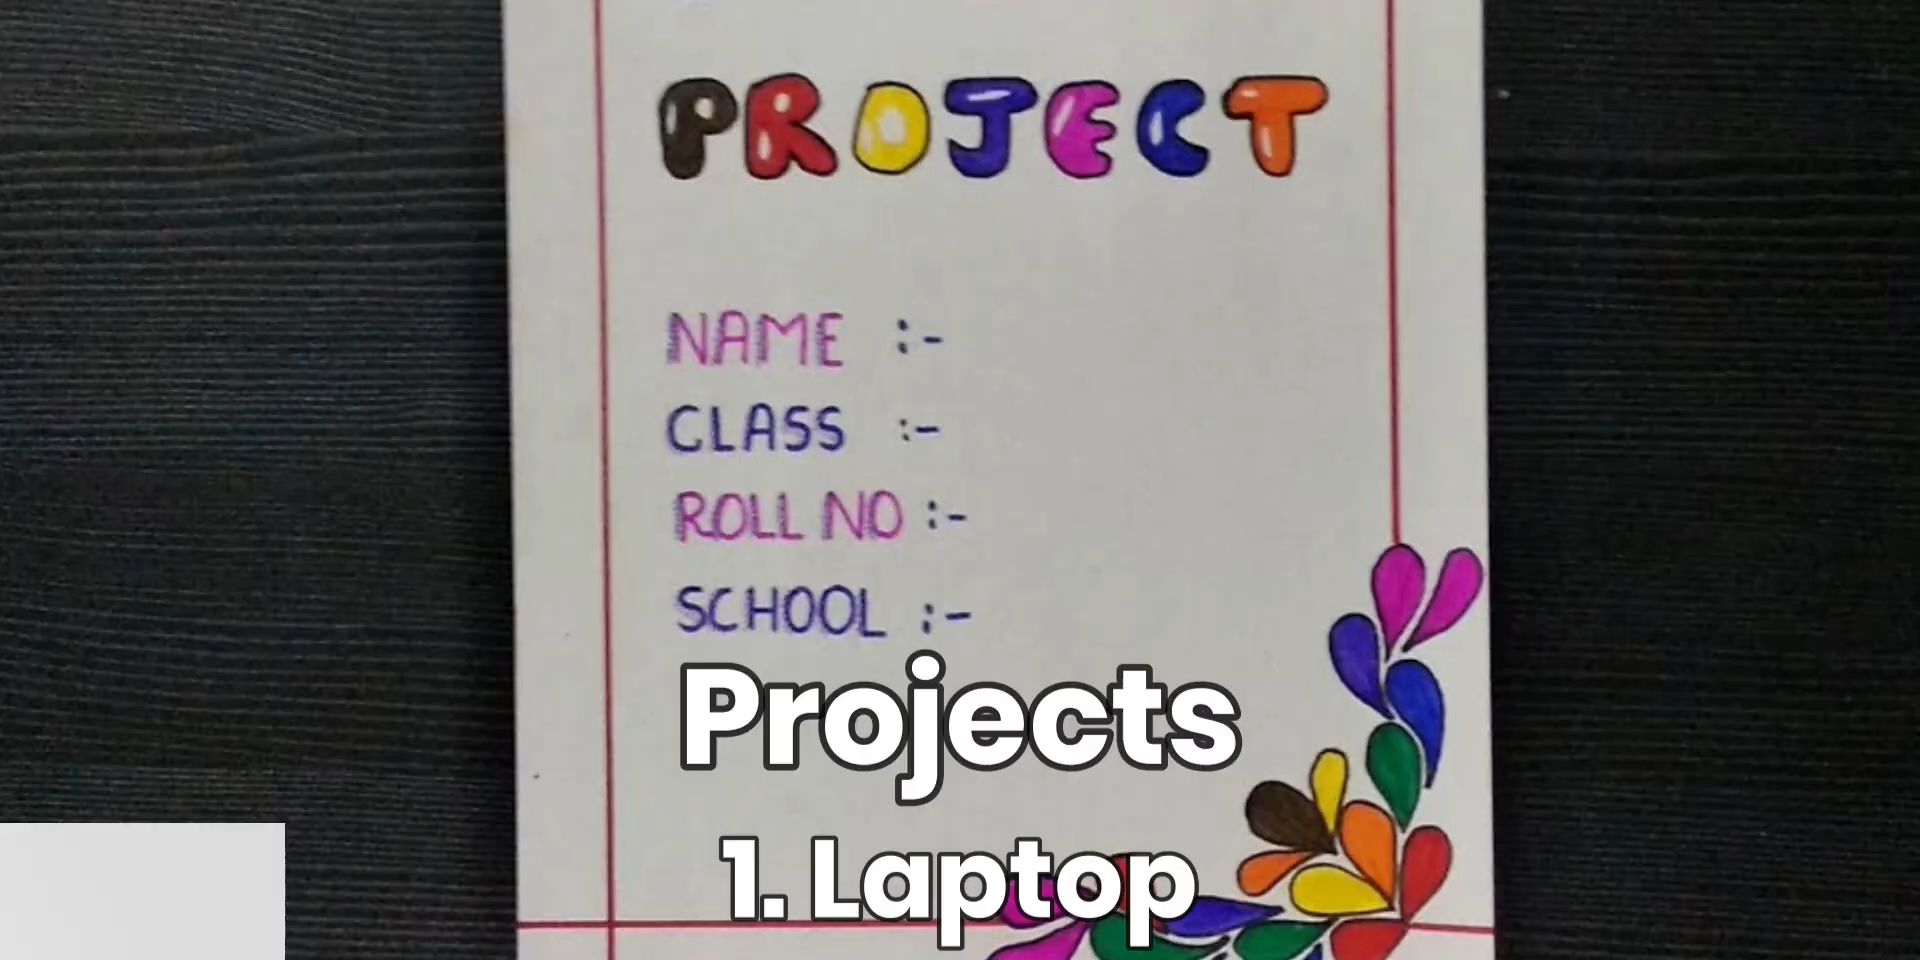 PROJECT
NAME :-
CLASS :-
ROLL NO :-
SCHOOL :-
Projects
1. Laptop